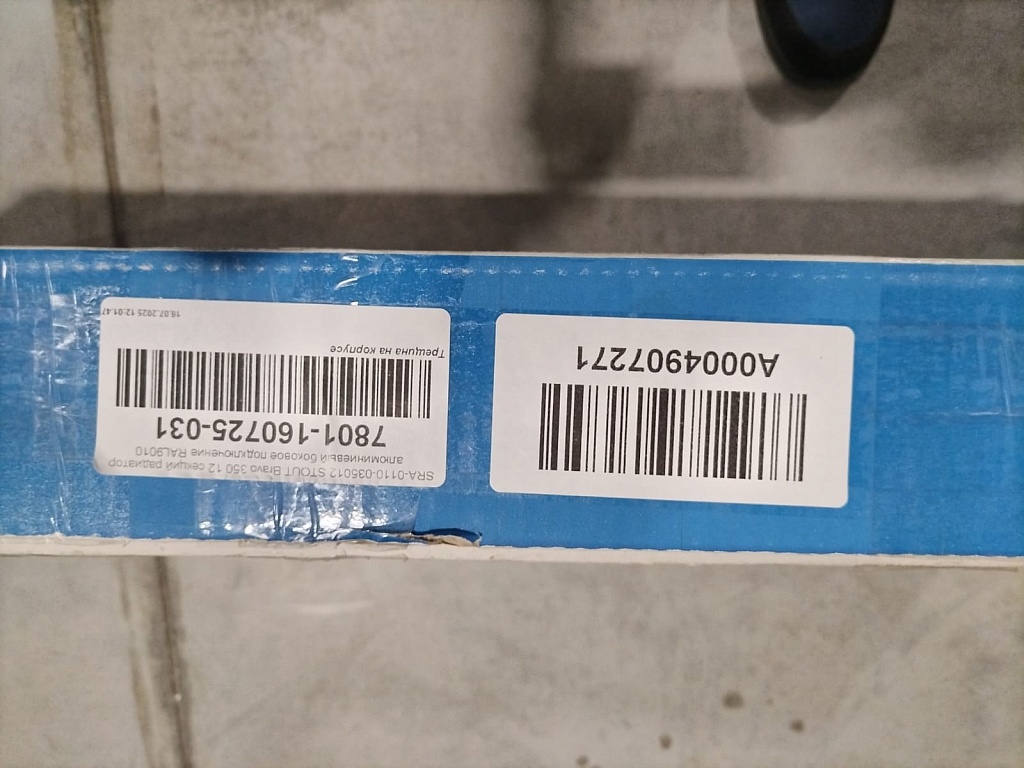 SRA-0110-035012 STOUT Bravo 350 12 секций радиатор
алюминиевый боковое подключение RAL9010
7801-160725-031
Трещина на корпусе
16.07.2025 12:01:47
A0004907271